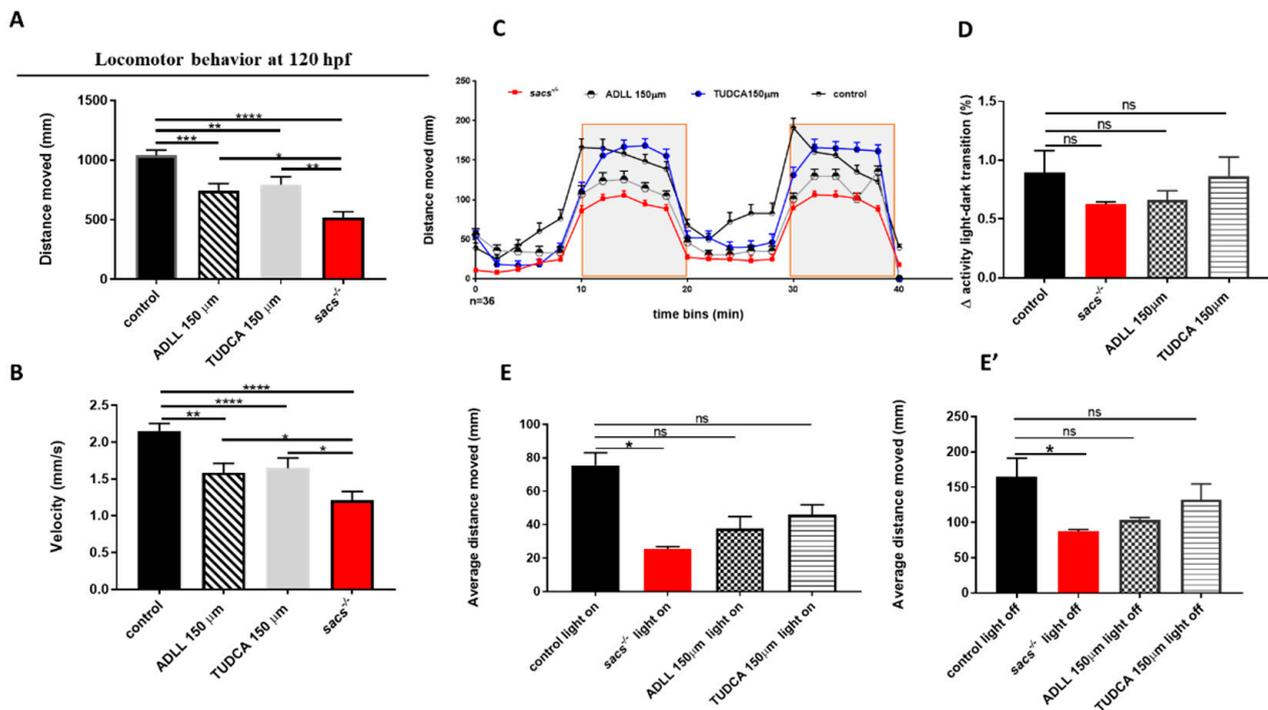 A
Locomotor behavior at 120 hpf
Distance moved (mm)
1500
1000
500
0
****
**
***
*
**
control
ADLL 150 μm
TUDCA 150 μm
sacs-/-
C
Distance moved (mm)
250
200
150
100
50
0
sacs-/-
ADLL 150μm
TUDCA150μm
control
0
10
20
30
40
n=36
time bins (min)
D
Δ activity light-dark transition (%)
1.5
1.0
0.5
0.0
ns
ns
ns
control
sacs-/-
ADLL 150μm
TUDCA 150μm
B
Velocity (mm/s)
2.5
2.0
1.5
1.0
0.5
0.0
****
****
**
*
*
control
ADLL 150 μm
TUDCA 150 μm
sacs-/-
E
Average distance moved (mm)
100
80
60
40
20
0
ns
ns
*
control light on
sacs-/- light on
ADLL 150μm light on
TUDCA 150μm light on
E’
Average distance moved (mm)
250
200
150
100
50
0
ns
ns
*
control light off
sacs-/- light off
ADLL 150μm light off
TUDCA 150μm light off